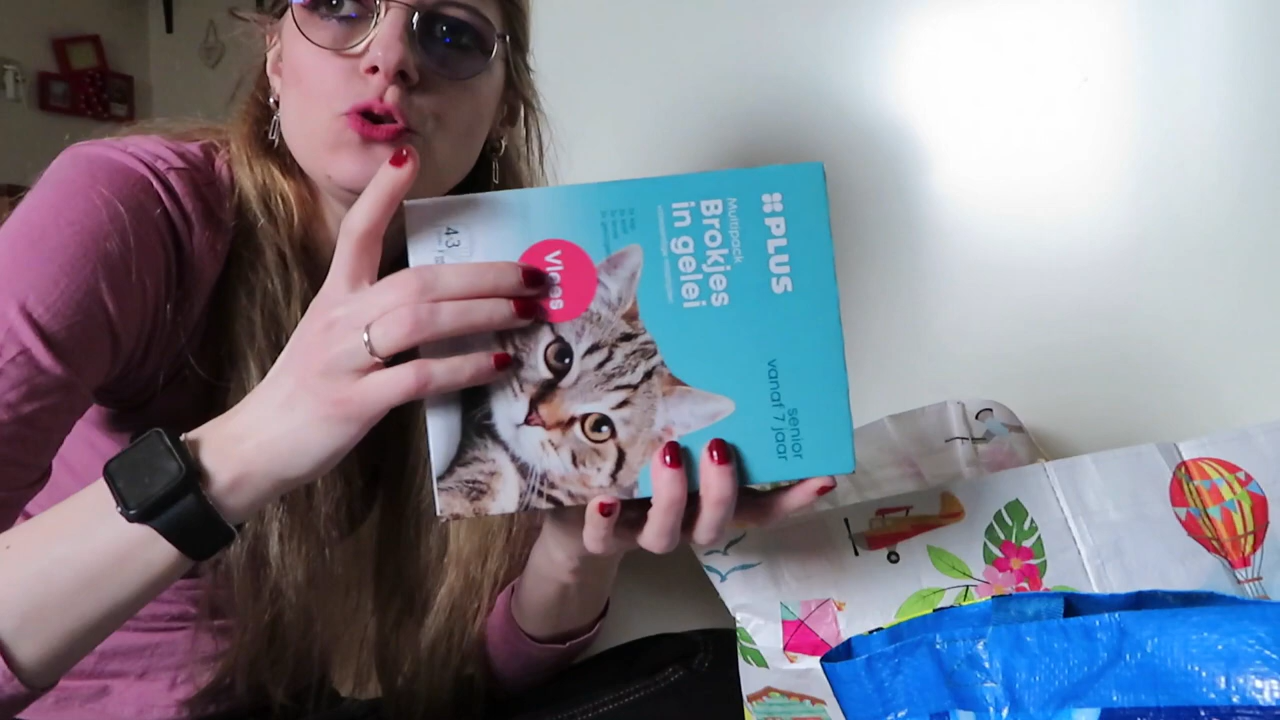 PLUS
Multipack
Brokjes
in gelei
senior
vanaf 7 jaar
Vlees